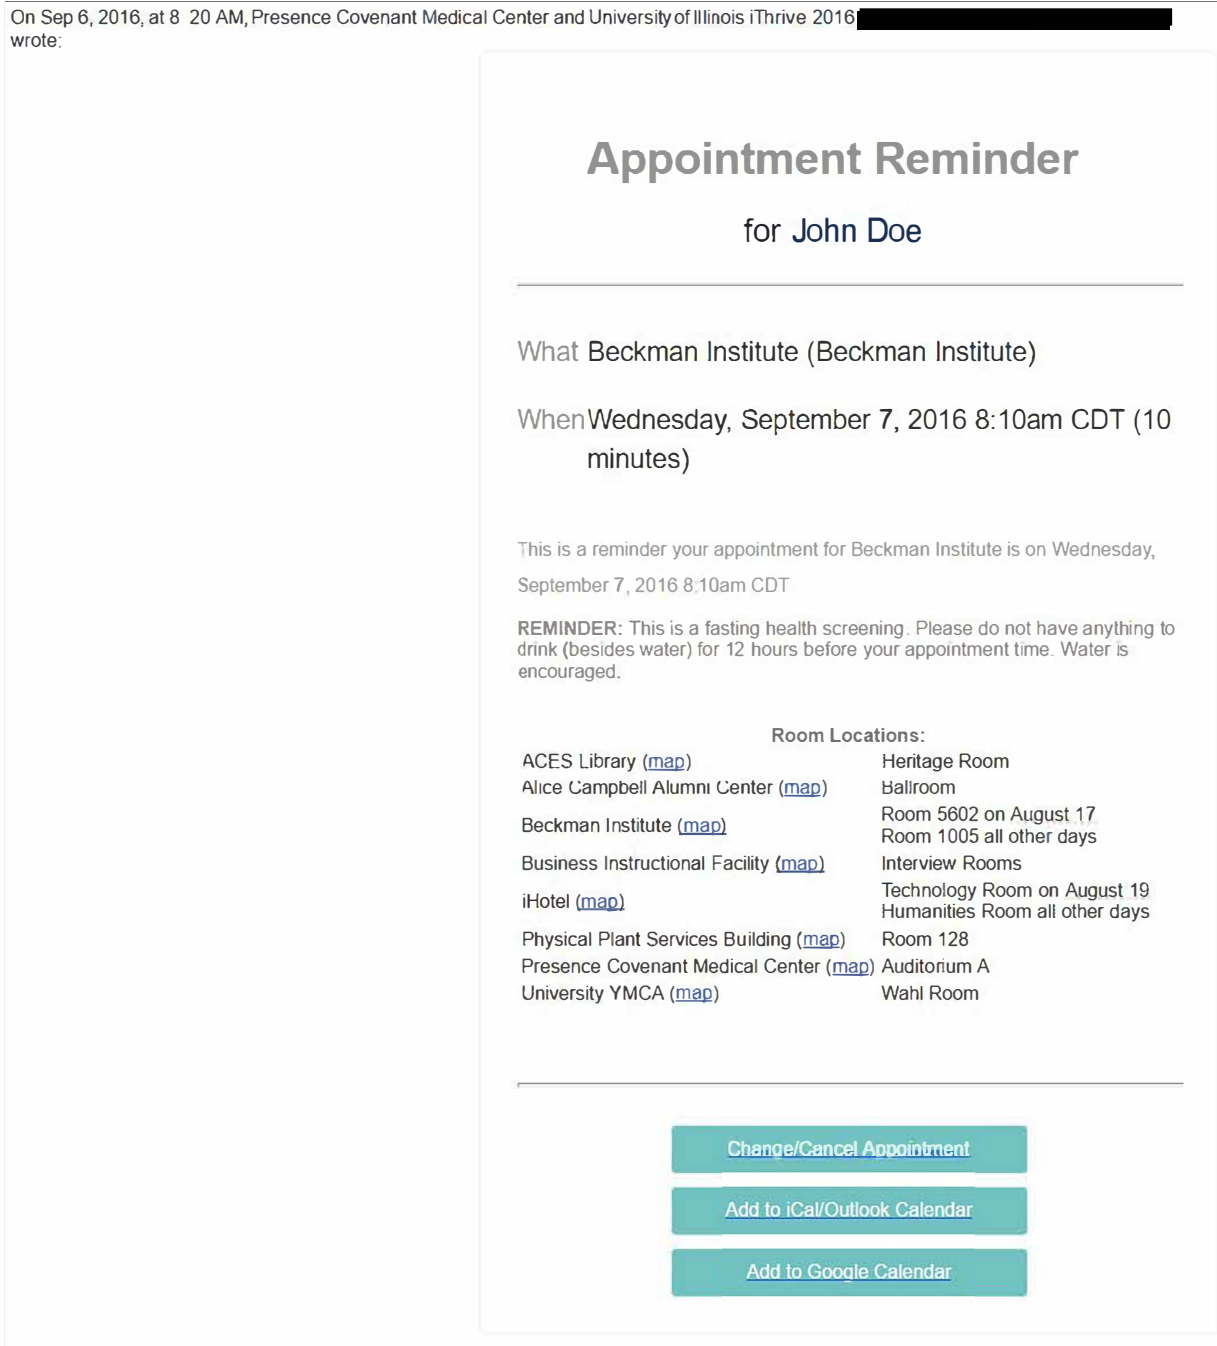 On Sep 6, 2016, at 8 20 AM, Presence Covenant Medical Center and University of Illinois iThrive 2016
wrote:
Appointment Reminder
for John Doe
What Beckman Institute (Beckman Institute)
When Wednesday, September 7, 2016 8:10am CDT (10
minutes)
This is a reminder your appointment for Beckman Institute is on Wednesday,
September 7, 2016 8:10am CDT
REMINDER: This is a fasting health screening. Please do not have anything to
drink (besides water) for 12 hours before your appointment time. Water is
encouraged.
Room Locations:
ACES Library (map) Heritage Room
Alice Campbell Alumni Center (map) Ballroom
Beckman Institute (map) Room 5602 on August 17
Room 1005 all other days
Business Instructional Facility (map) Interview Rooms
iHotel (map) Technology Room on August 19
Humanities Room all other days
Physical Plant Services Building (map) Room 128
Presence Covenant Medical Center (map) Auditorium A
University YMCA (map) Wahl Room
Change/Cancel Appointment
Add to iCal/Outlook Calendar
Add to Google Calendar